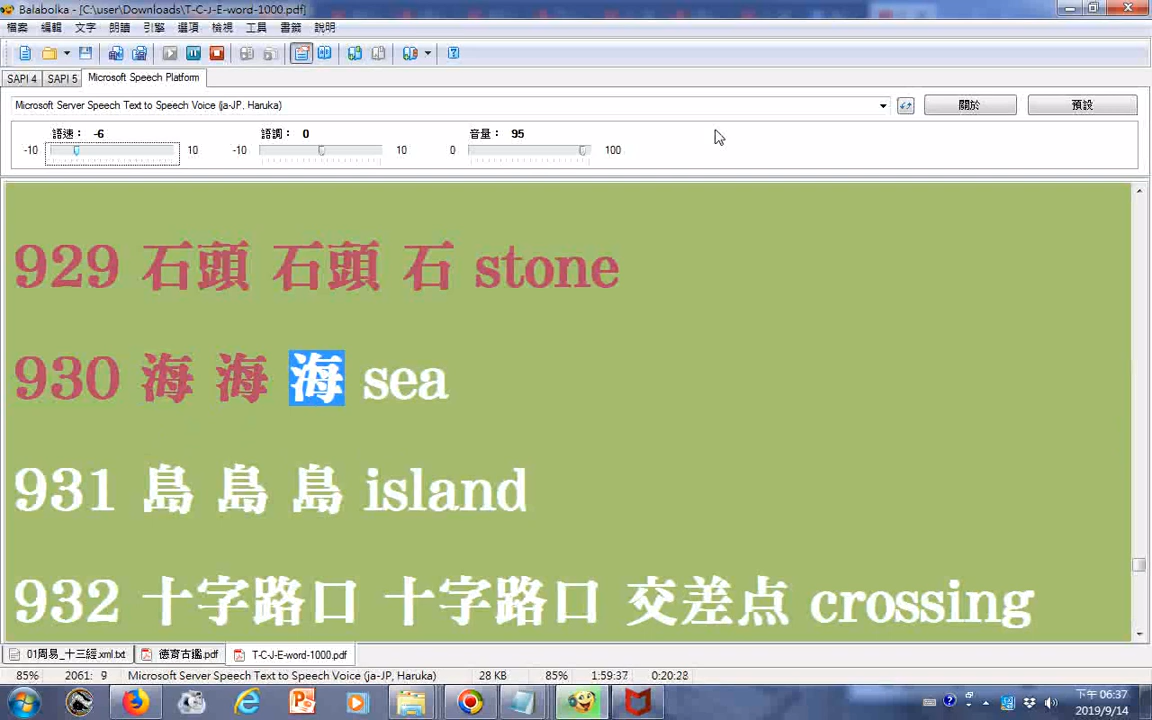 Balabolka - [C:\user\Downloads\T-C-J-E-word-1000.pdf]
檔案 編輯 文字 朗讀 引擎 選項 檢視 工具 書籤 說明
SAPI 4 SAPI 5 Microsoft Speech Platform
Microsoft Server Speech Text to Speech Voice (ja-JP, Haruka) 關於 預設
語速： -6 語調： 0 音量： 95
-10 10 -10 10 0 100
929 石頭 石頭 石 stone
930 海 海 海 sea
931 島 島 島 island
932 十字路口 十字路口 交差点 crossing
01周易_十三經.xml.txt 德育古鑑.pdf T-C-J-E-word-1000.pdf
85% 2061: 9 Microsoft Server Speech Text to Speech Voice (ja-JP, Haruka) 28 KB 85% 1:59:37 0:20:28
下午 06:37
2019/9/14